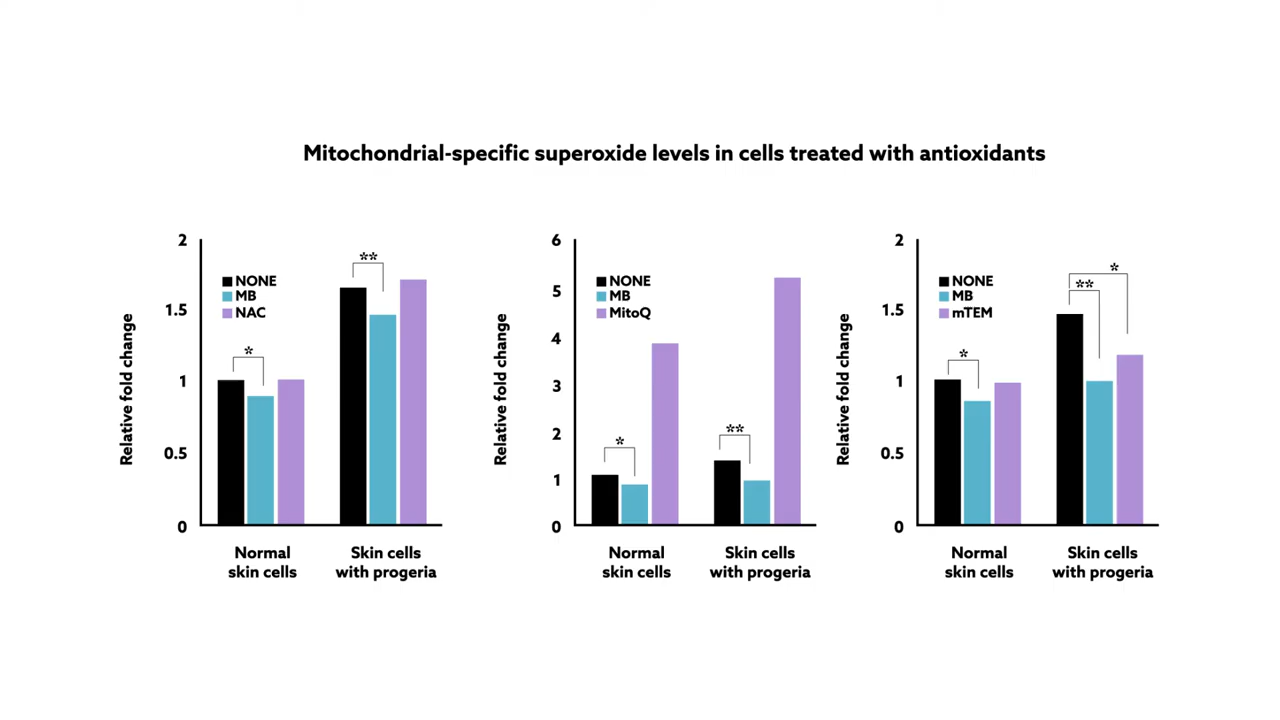 Mitochondrial-specific superoxide levels in cells treated with antioxidants
Relative fold change
2
1.5
1
0.5
0
NONE
MB
NAC
*
**
Normal
skin cells
Skin cells
with progeria
Relative fold change
6
5
4
3
2
1
0
NONE
MB
MitoQ
*
**
Normal
skin cells
Skin cells
with progeria
Relative fold change
2
1.5
1
0.5
0
NONE
MB
mTEM
*
**
*
Normal
skin cells
Skin cells
with progeria